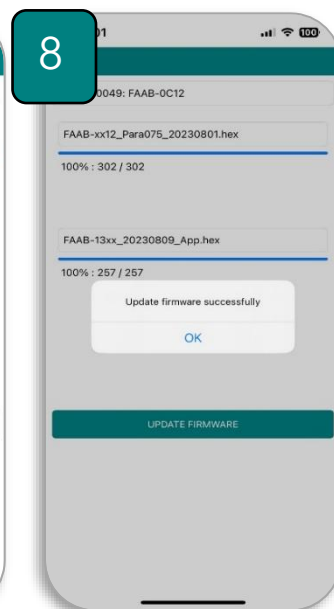 8
01
100
0049: FAAB-0C12
FAAB-xx12_Para075_20230801.hex
100% : 302 / 302
FAAB-13xx_20230809_App.hex
100% : 257 / 257
Update firmware successfully
OK
UPDATE FIRMWARE